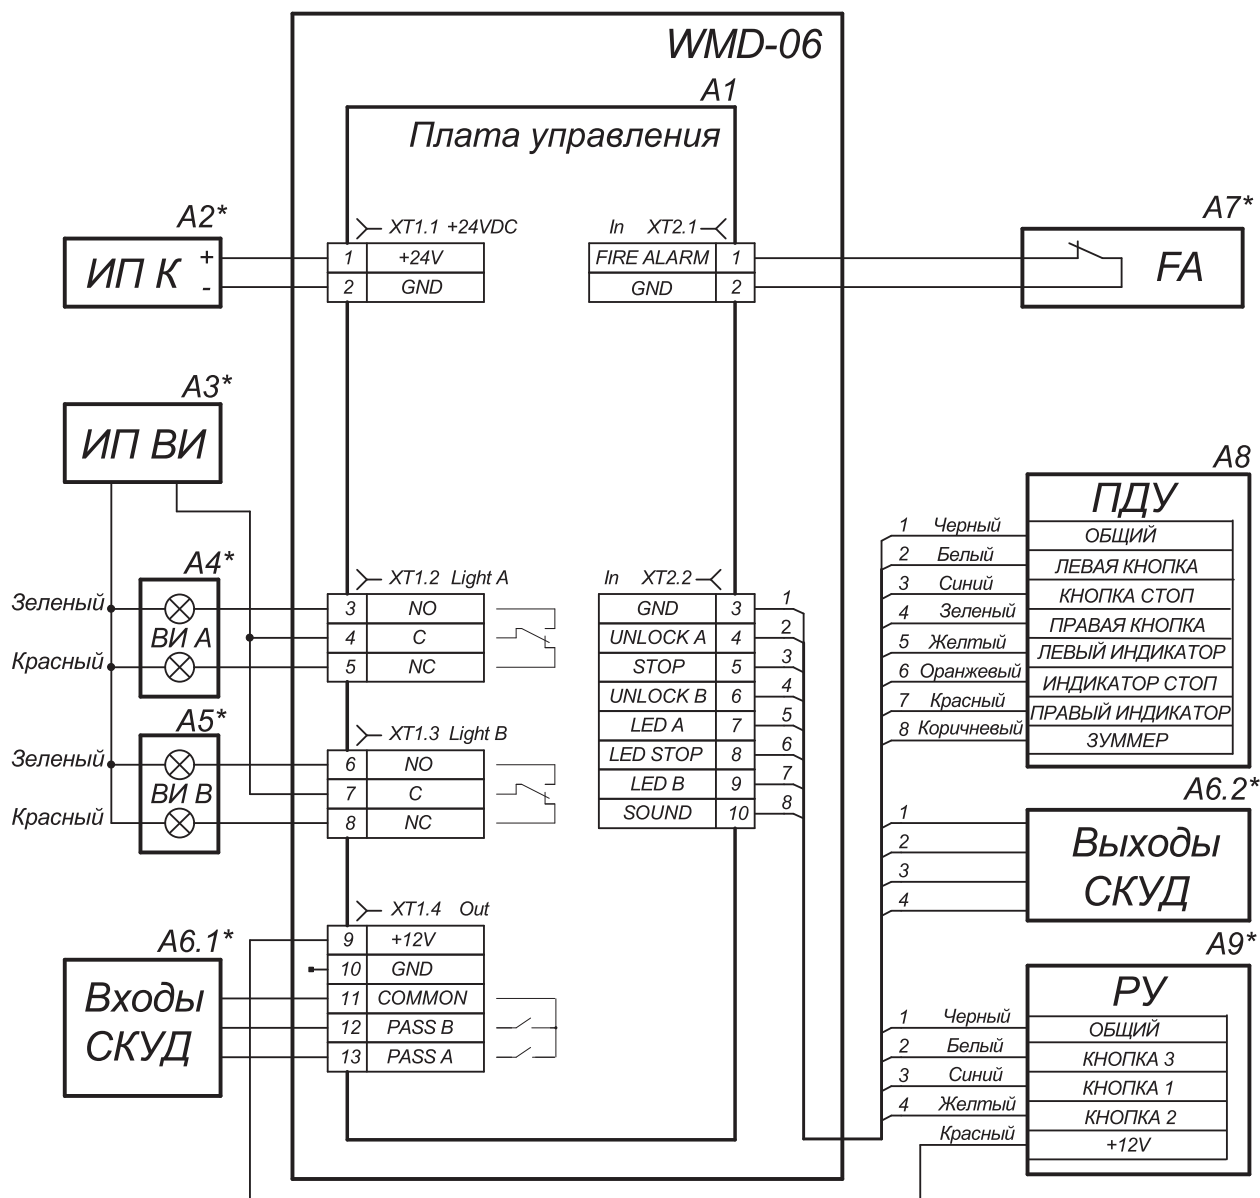 WMD-06
A1
Плата управления
A2*
ИП К + -
XT1.1 +24VDC
1 +24V
2 GND
In XT2.1
FIRE ALARM 1
GND 2
A7*
FA
A3*
ИП ВИ
A4*
Зеленый
ВИ А
Красный
XT1.2 Light A
3 NO
4 C
5 NC
A5*
Зеленый
ВИ В
Красный
XT1.3 Light B
6 NO
7 C
8 NC
In XT2.2
GND 3 1
UNLOCK A 4 2
STOP 5 3
UNLOCK B 6 4
LED A 7 5
LED STOP 8 6
LED B 9 7
SOUND 10 8
A8
ПДУ
1 Черный ОБЩИЙ
2 Белый ЛЕВАЯ КНОПКА
3 Синий КНОПКА СТОП
4 Зеленый ПРАВАЯ КНОПКА
5 Желтый ЛЕВЫЙ ИНДИКАТОР
6 Оранжевый ИНДИКАТОР СТОП
7 Красный ПРАВЫЙ ИНДИКАТОР
8 Коричневый ЗУММЕР
A6.2*
1
2
3
4
Выходы
СКУД
A6.1*
Входы
СКУД
XT1.4 Out
9 +12V
10 GND
11 COMMON
12 PASS B
13 PASS A
A9*
РУ
1 Черный ОБЩИЙ
2 Белый КНОПКА 3
3 Синий КНОПКА 1
4 Желтый КНОПКА 2
Красный +12V